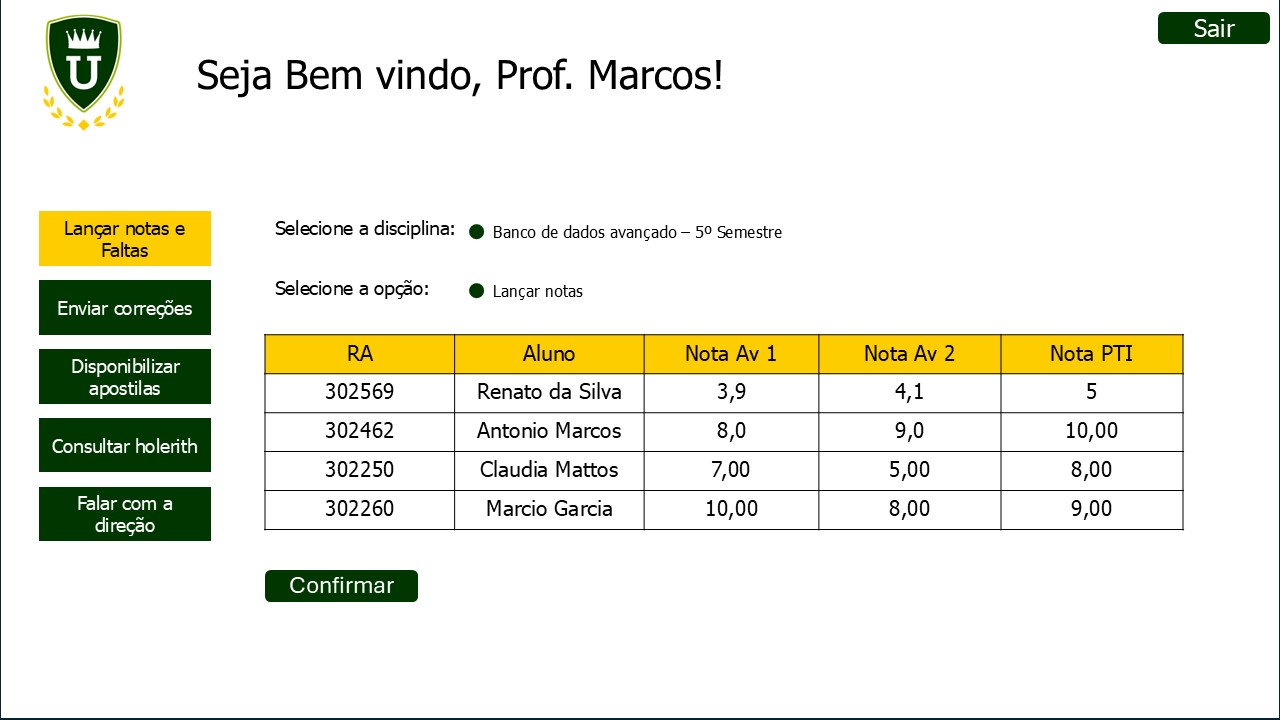 U
Sair
Seja Bem vindo, Prof. Marcos!
Lançar notas e
Faltas
Enviar correções
Disponibilizar
apostilas
Consultar holerith
Falar com a
direção
Selecione a disciplina: Banco de dados avançado – 5º Semestre
Selecione a opção: Lançar notas
RA Aluno Nota Av 1 Nota Av 2 Nota PTI
302569 Renato da Silva 3,9 4,1 5
302462 Antonio Marcos 8,0 9,0 10,00
302250 Claudia Mattos 7,00 5,00 8,00
302260 Marcio Garcia 10,00 8,00 9,00
Confirmar